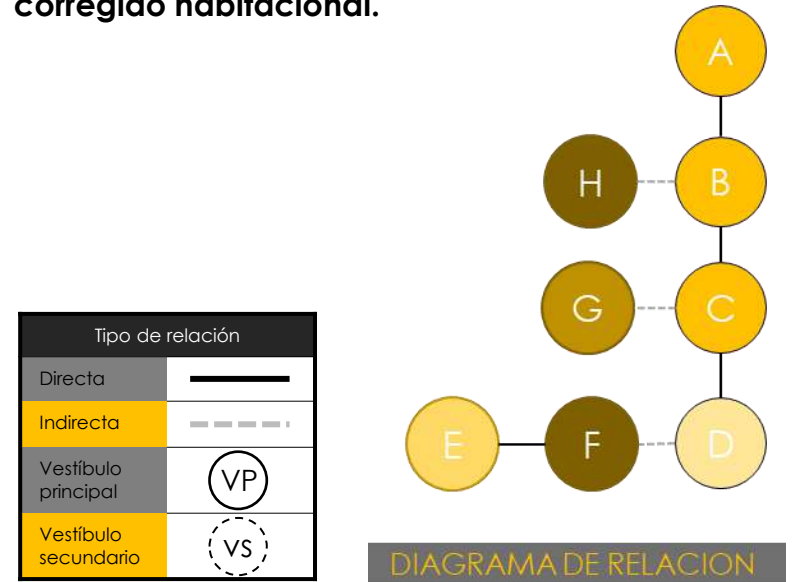 corregido habitacional.
A
H
B
G
C
E
F
D
Tipo de relación
Directa
Indirecta
Vestíbulo
principal
VP
Vestíbulo
secundario
VS
DIAGRAMA DE RELACION